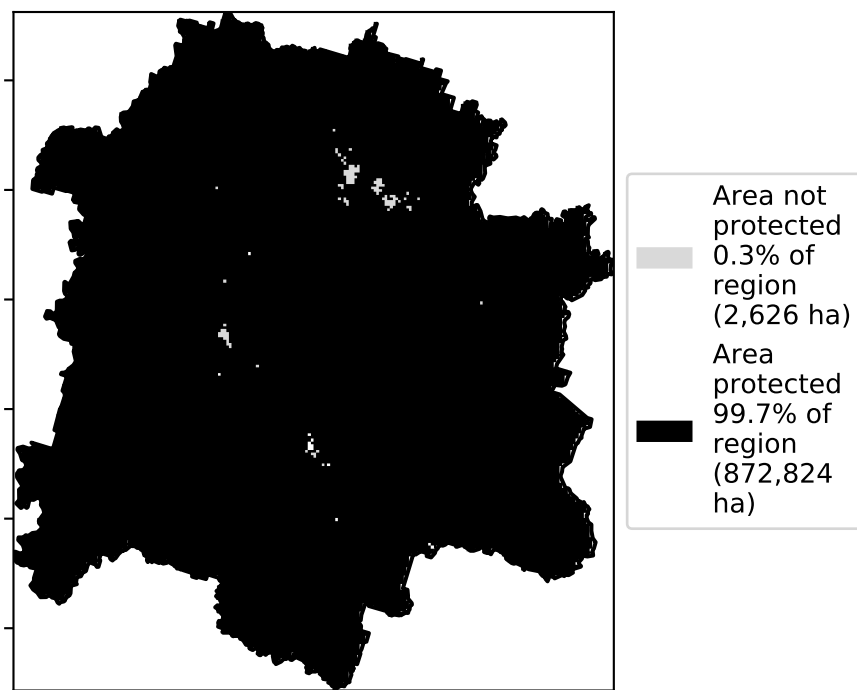 Area not
protected
0.3% of
region
(2,626 ha)
Area
protected
99.7% of
region
(872,824
ha)